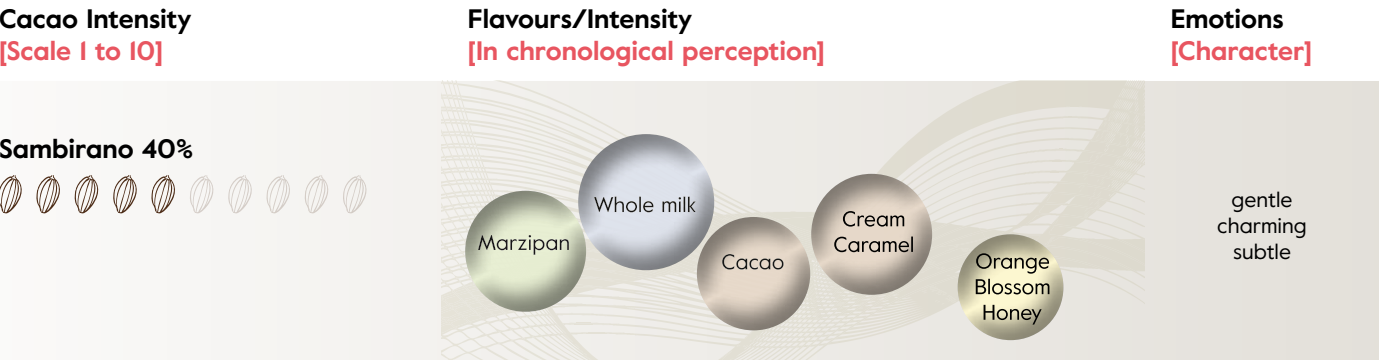 Cacao Intensity
[Scale 1 to 10]
Flavours/Intensity
[In chronological perception]
Emotions
[Character]
Sambirano 40%
Marzipan
Whole milk
Cacao
Cream
Caramel
Orange
Blossom
Honey
gentle
charming
subtle